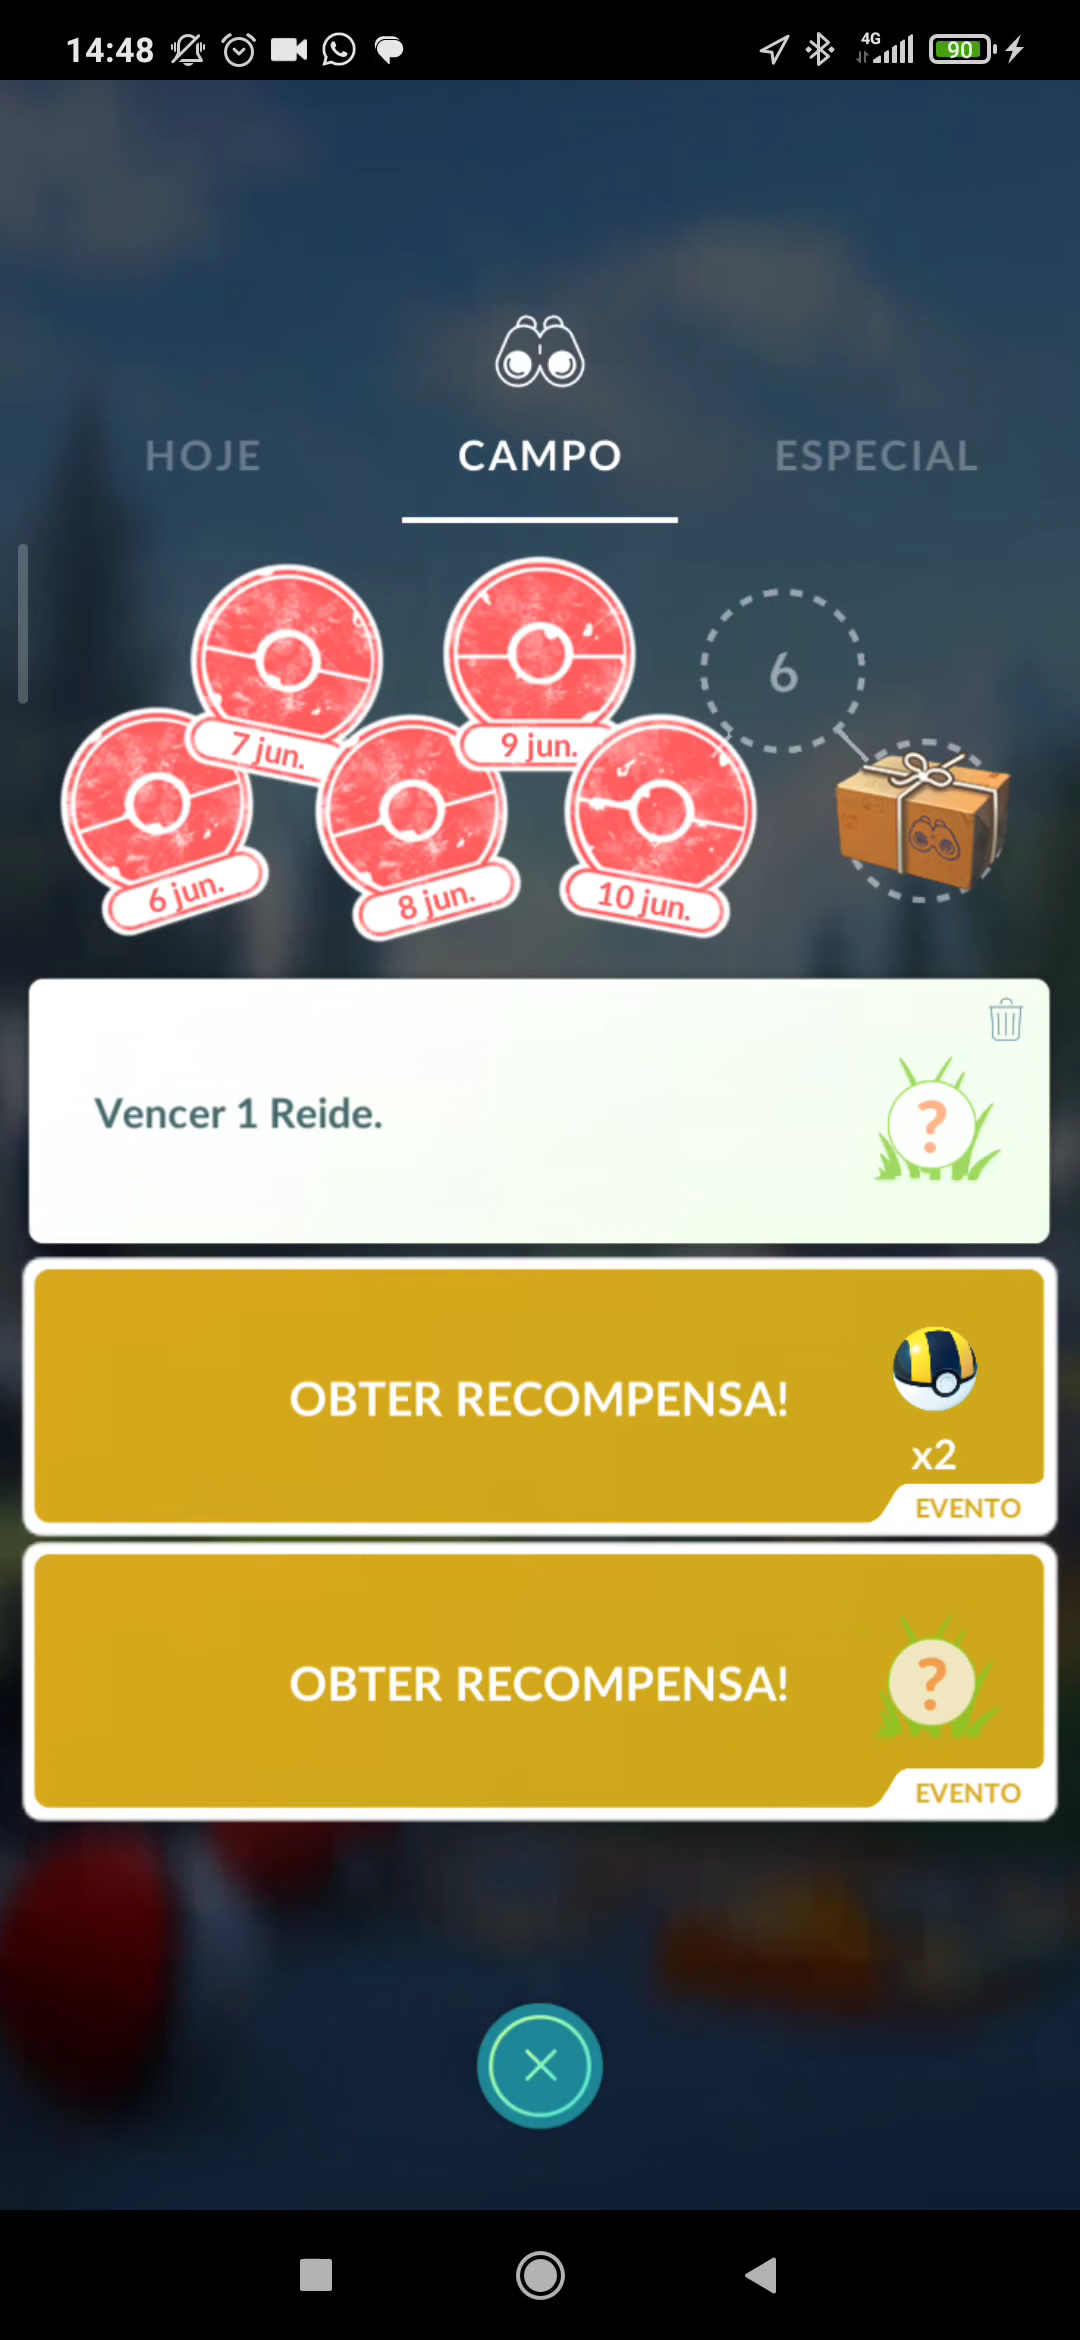 14:48
4G
90
HOJE
CAMPO
ESPECIAL
7 jun.
9 jun.
6
6 jun.
8 jun.
10 jun.
Vencer 1 Reide.
?
OBTER RECOMPENSA!
x2
EVENTO
OBTER RECOMPENSA!
?
EVENTO